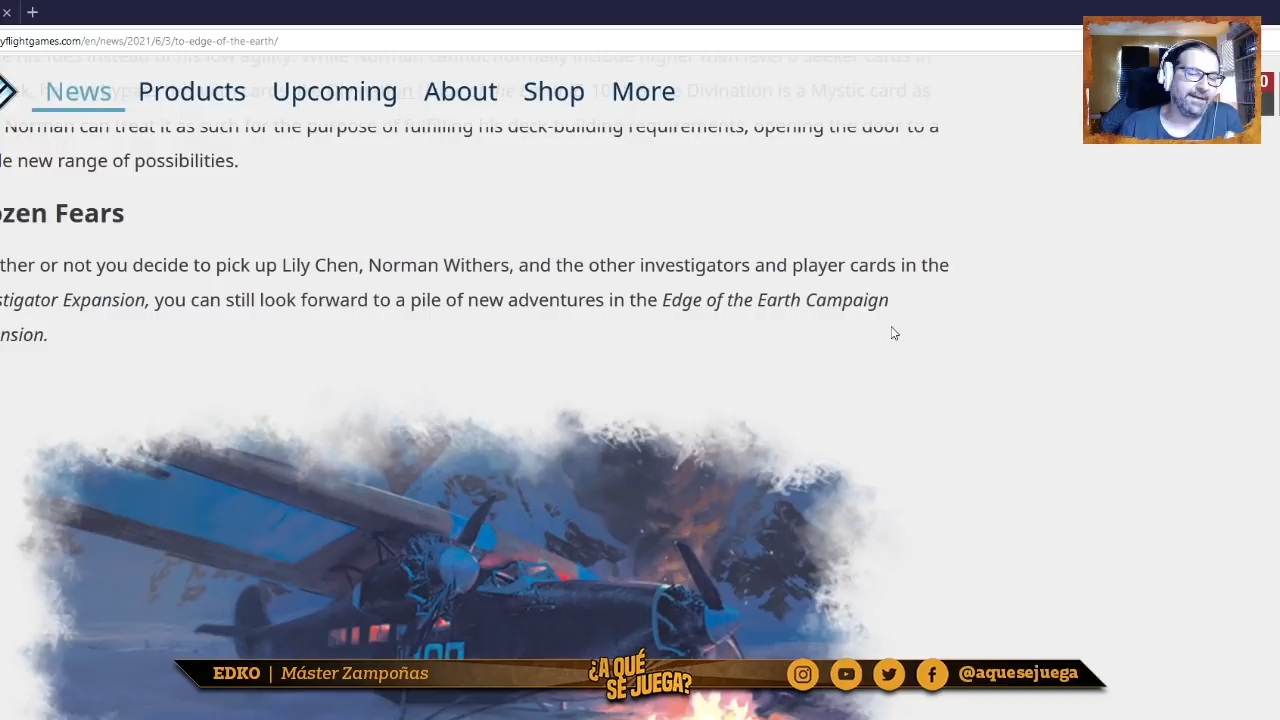 yflightgames.com/en/news/2021/6/3/to-edge-of-the-earth/
News Products Upcoming About Shop More
Norman can treat it as such for the purpose of fulfilling his deck-building requirements, opening the door to a
new range of possibilities.
ozen Fears
ther or not you decide to pick up Lily Chen, Norman Withers, and the other investigators and player cards in the
stigator Expansion, you can still look forward to a pile of new adventures in the Edge of the Earth Campaign
nsion.
EDKO | Máster Zampoñas
¿A QUÉ
SE JUEGA?
@aquesejuega